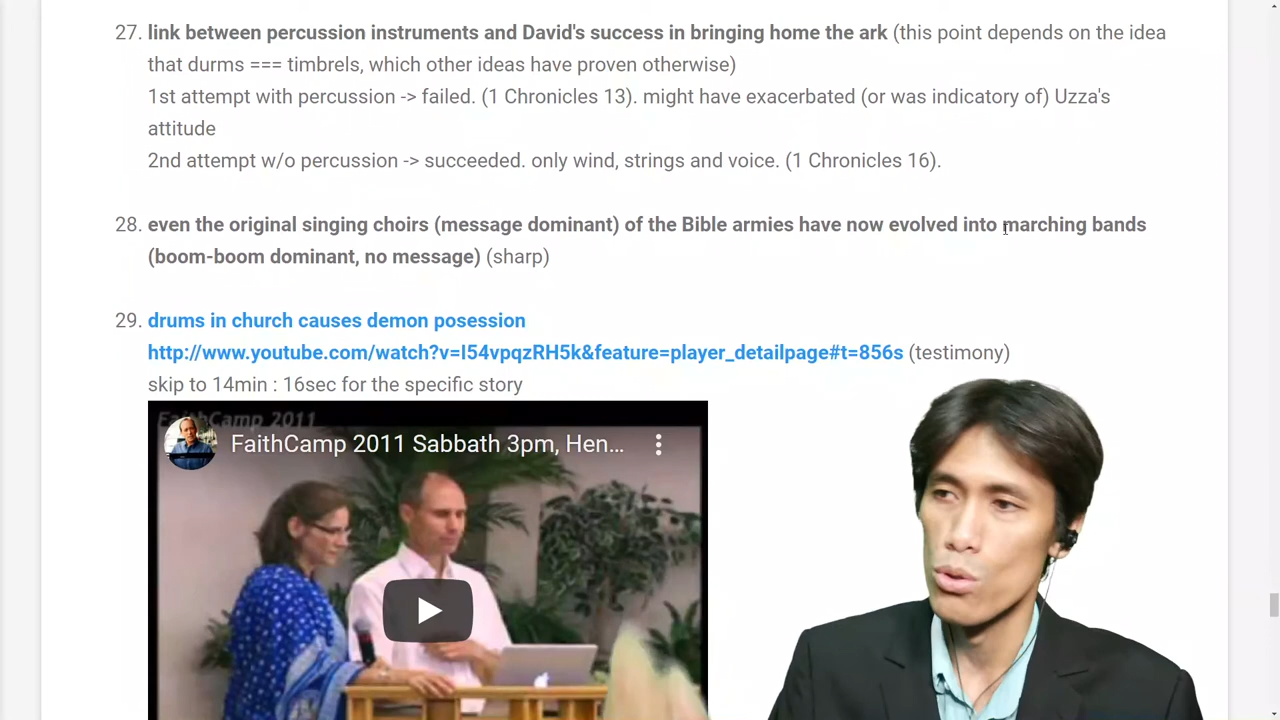 27. link between percussion instruments and David's success in bringing home the ark (this point depends on the idea
that durms === timbrels, which other ideas have proven otherwise)
1st attempt with percussion -> failed. (1 Chronicles 13). might have exacerbated (or was indicatory of) Uzza's
attitude
2nd attempt w/o percussion -> succeeded. only wind, strings and voice. (1 Chronicles 16).
28. even the original singing choirs (message dominant) of the Bible armies have now evolved into marching bands
(boom-boom dominant, no message) (sharp)
29. drums in church causes demon posession
http://www.youtube.com/watch?v=I54vpqzRH5k&feature=player_detailpage#t=856s (testimony)
skip to 14min : 16sec for the specific story
FaithCamp 2011
FaithCamp 2011 Sabbath 3pm, Hen...